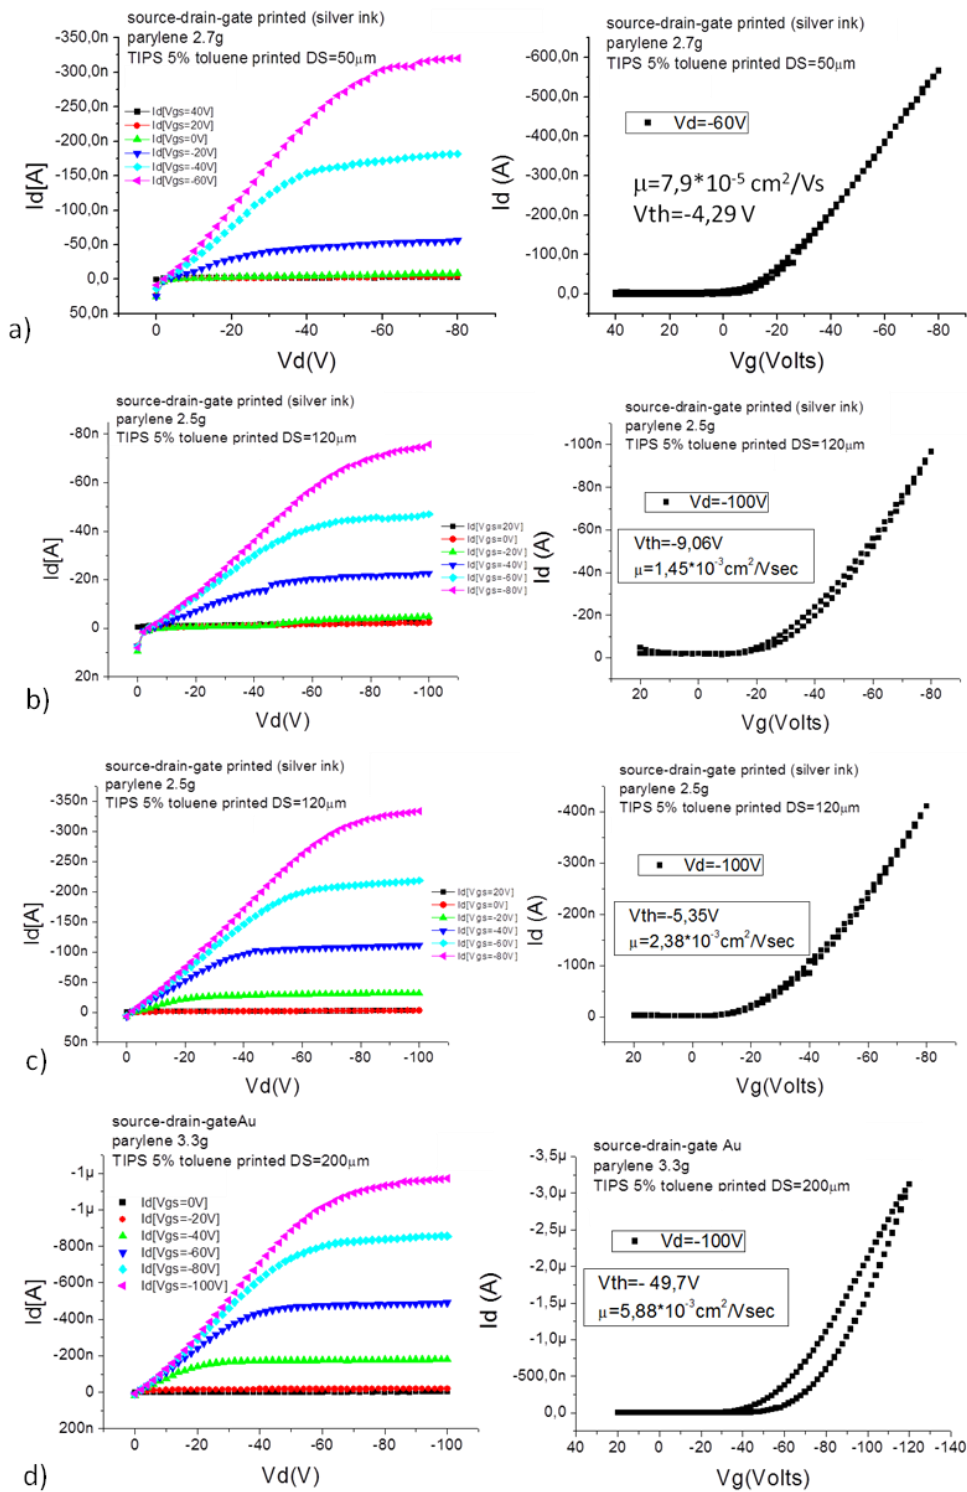 source-drain-gate printed (silver ink)
parylene 2.7g
TIPS 5% toluene printed DS=50μm
-350,0n
-300,0n
-250,0n
-200,0n
-150,0n
-100,0n
-50,0n
0,0
50,0n
Id[A]
Id[Vgs=40V]
Id[Vgs=20V]
Id[Vgs=0V]
Id[Vgs=-20V]
Id[Vgs=-40V]
Id[Vgs=-60V]
0 -20 -40 -60 -80
Vd(V)
source-drain-gate printed (silver ink)
parylene 2.7g
TIPS 5% toluene printed DS=50μm
-600,0n
-500,0n
-400,0n
-300,0n
-200,0n
-100,0n
0,0
Id (A)
Vd=-60V
μ=7,9*10⁻⁵ cm²/Vs
Vth=-4,29 V
40 20 0 -20 -40 -60 -80
Vg(Volts)
a)
source-drain-gate printed (silver ink)
parylene 2.5g
TIPS 5% toluene printed DS=120μm
-80n
-60n
-40n
-20n
0
20n
Id[A]
Id[Vgs=20V]
Id[Vgs=0V]
Id[Vgs=-20V]
Id[Vgs=-40V]
Id[Vgs=-60V]
Id[Vgs=-80V]
0 -20 -40 -60 -80 -100
Vd(V)
source-drain-gate printed (silver ink)
parylene 2.5g
TIPS 5% toluene printed DS=120μm
-100n
-80n
-60n
-40n
-20n
0
Id (A)
Vd=-100V
Vth=-9,06V
μ=1,45*10⁻³cm²/Vsec
20 0 -20 -40 -60 -80
Vg(Volts)
b)
source-drain-gate printed (silver ink)
parylene 2.5g
TIPS 5% toluene printed DS=120μm
-350n
-300n
-250n
-200n
-150n
-100n
-50n
0
50n
Id[A]
Id[Vgs=20V]
Id[Vgs=0V]
Id[Vgs=-20V]
Id[Vgs=-40V]
Id[Vgs=-60V]
Id[Vgs=-80V]
0 -20 -40 -60 -80 -100
Vd(V)
source-drain-gate printed (silver ink)
parylene 2.5g
TIPS 5% toluene printed DS=120μm
-400n
-300n
-200n
-100n
0
Id (A)
Vd=-100V
Vth=-5,35V
μ=2,38*10⁻³cm²/Vsec
20 0 -20 -40 -60 -80
Vg(Volts)
c)
source-drain-gateAu
parylene 3.3g
TIPS 5% toluene printed DS=200μm
-1μ
-1μ
-800n
-600n
-400n
-200n
0
200n
Id[A]
Id[Vgs=0V]
Id[Vgs=-20V]
Id[Vgs=-40V]
Id[Vgs=-60V]
Id[Vgs=-80V]
Id[Vgs=-100V]
0 -20 -40 -60 -80 -100
Vd(V)
source-drain-gate Au
parylene 3.3g
TIPS 5% toluene printed DS=200μm
-3,5μ
-3,0μ
-2,5μ
-2,0μ
-1,5μ
-1,0μ
-500,0n
0,0
Id (A)
Vd=-100V
Vth=- 49,7V
μ=5,88*10⁻³cm²/Vsec
40 20 0 -20 -40 -60 -80 -100 -120 -140
Vg(Volts)
d)